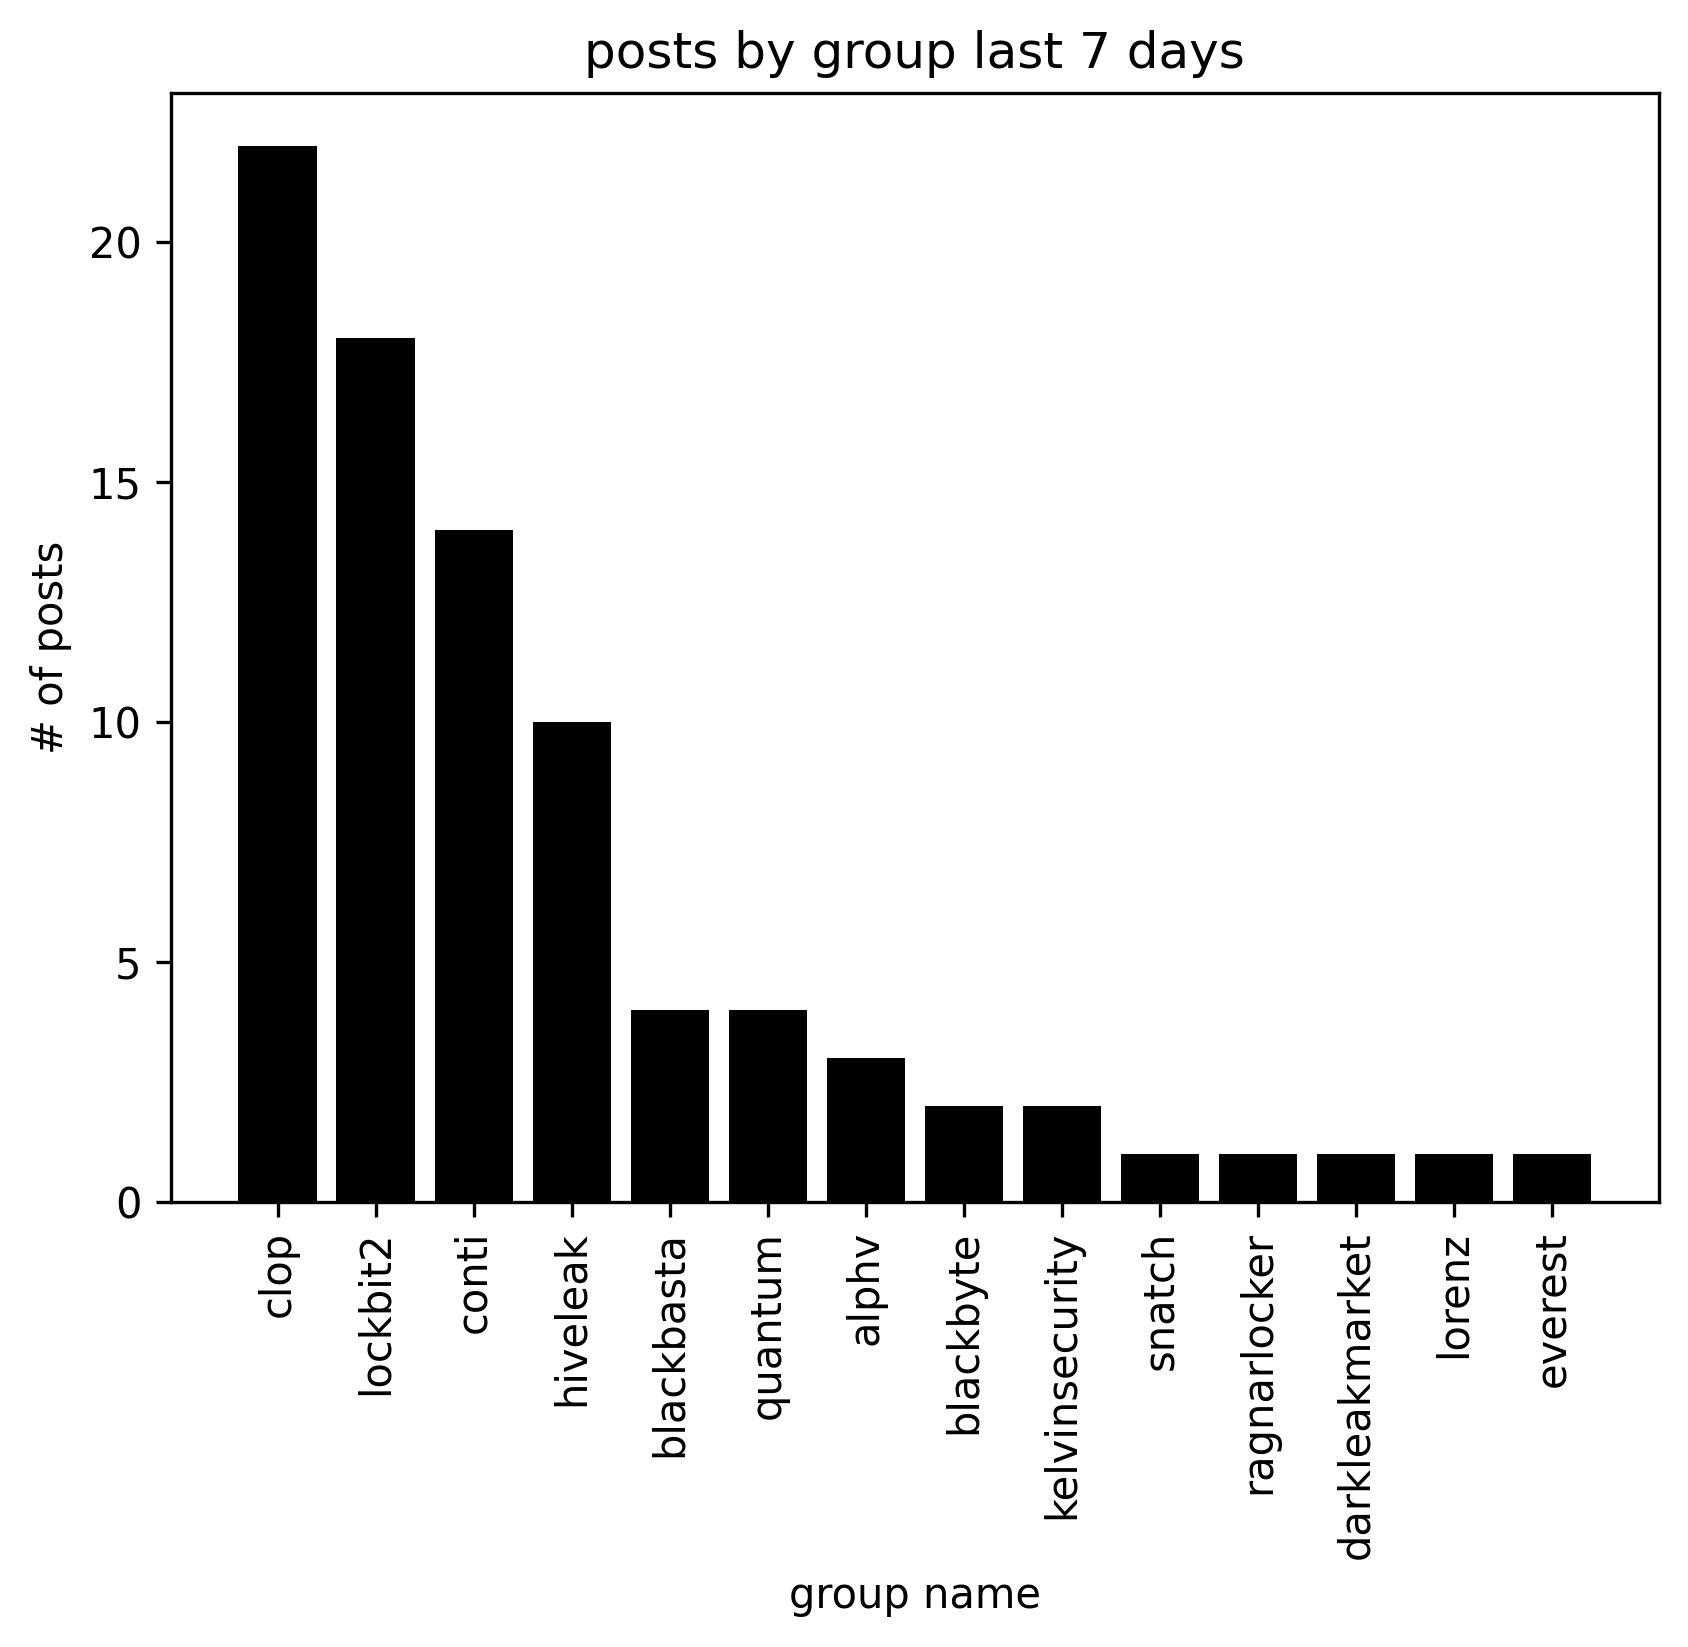 posts by group last 7 days
# of posts
20
15
10
5
0
clop
lockbit2
conti
hiveleak
blackbasta
quantum
alphv
blackbyte
kelvinsecurity
snatch
ragnarlocker
darkleakmarket
lorenz
everest
group name